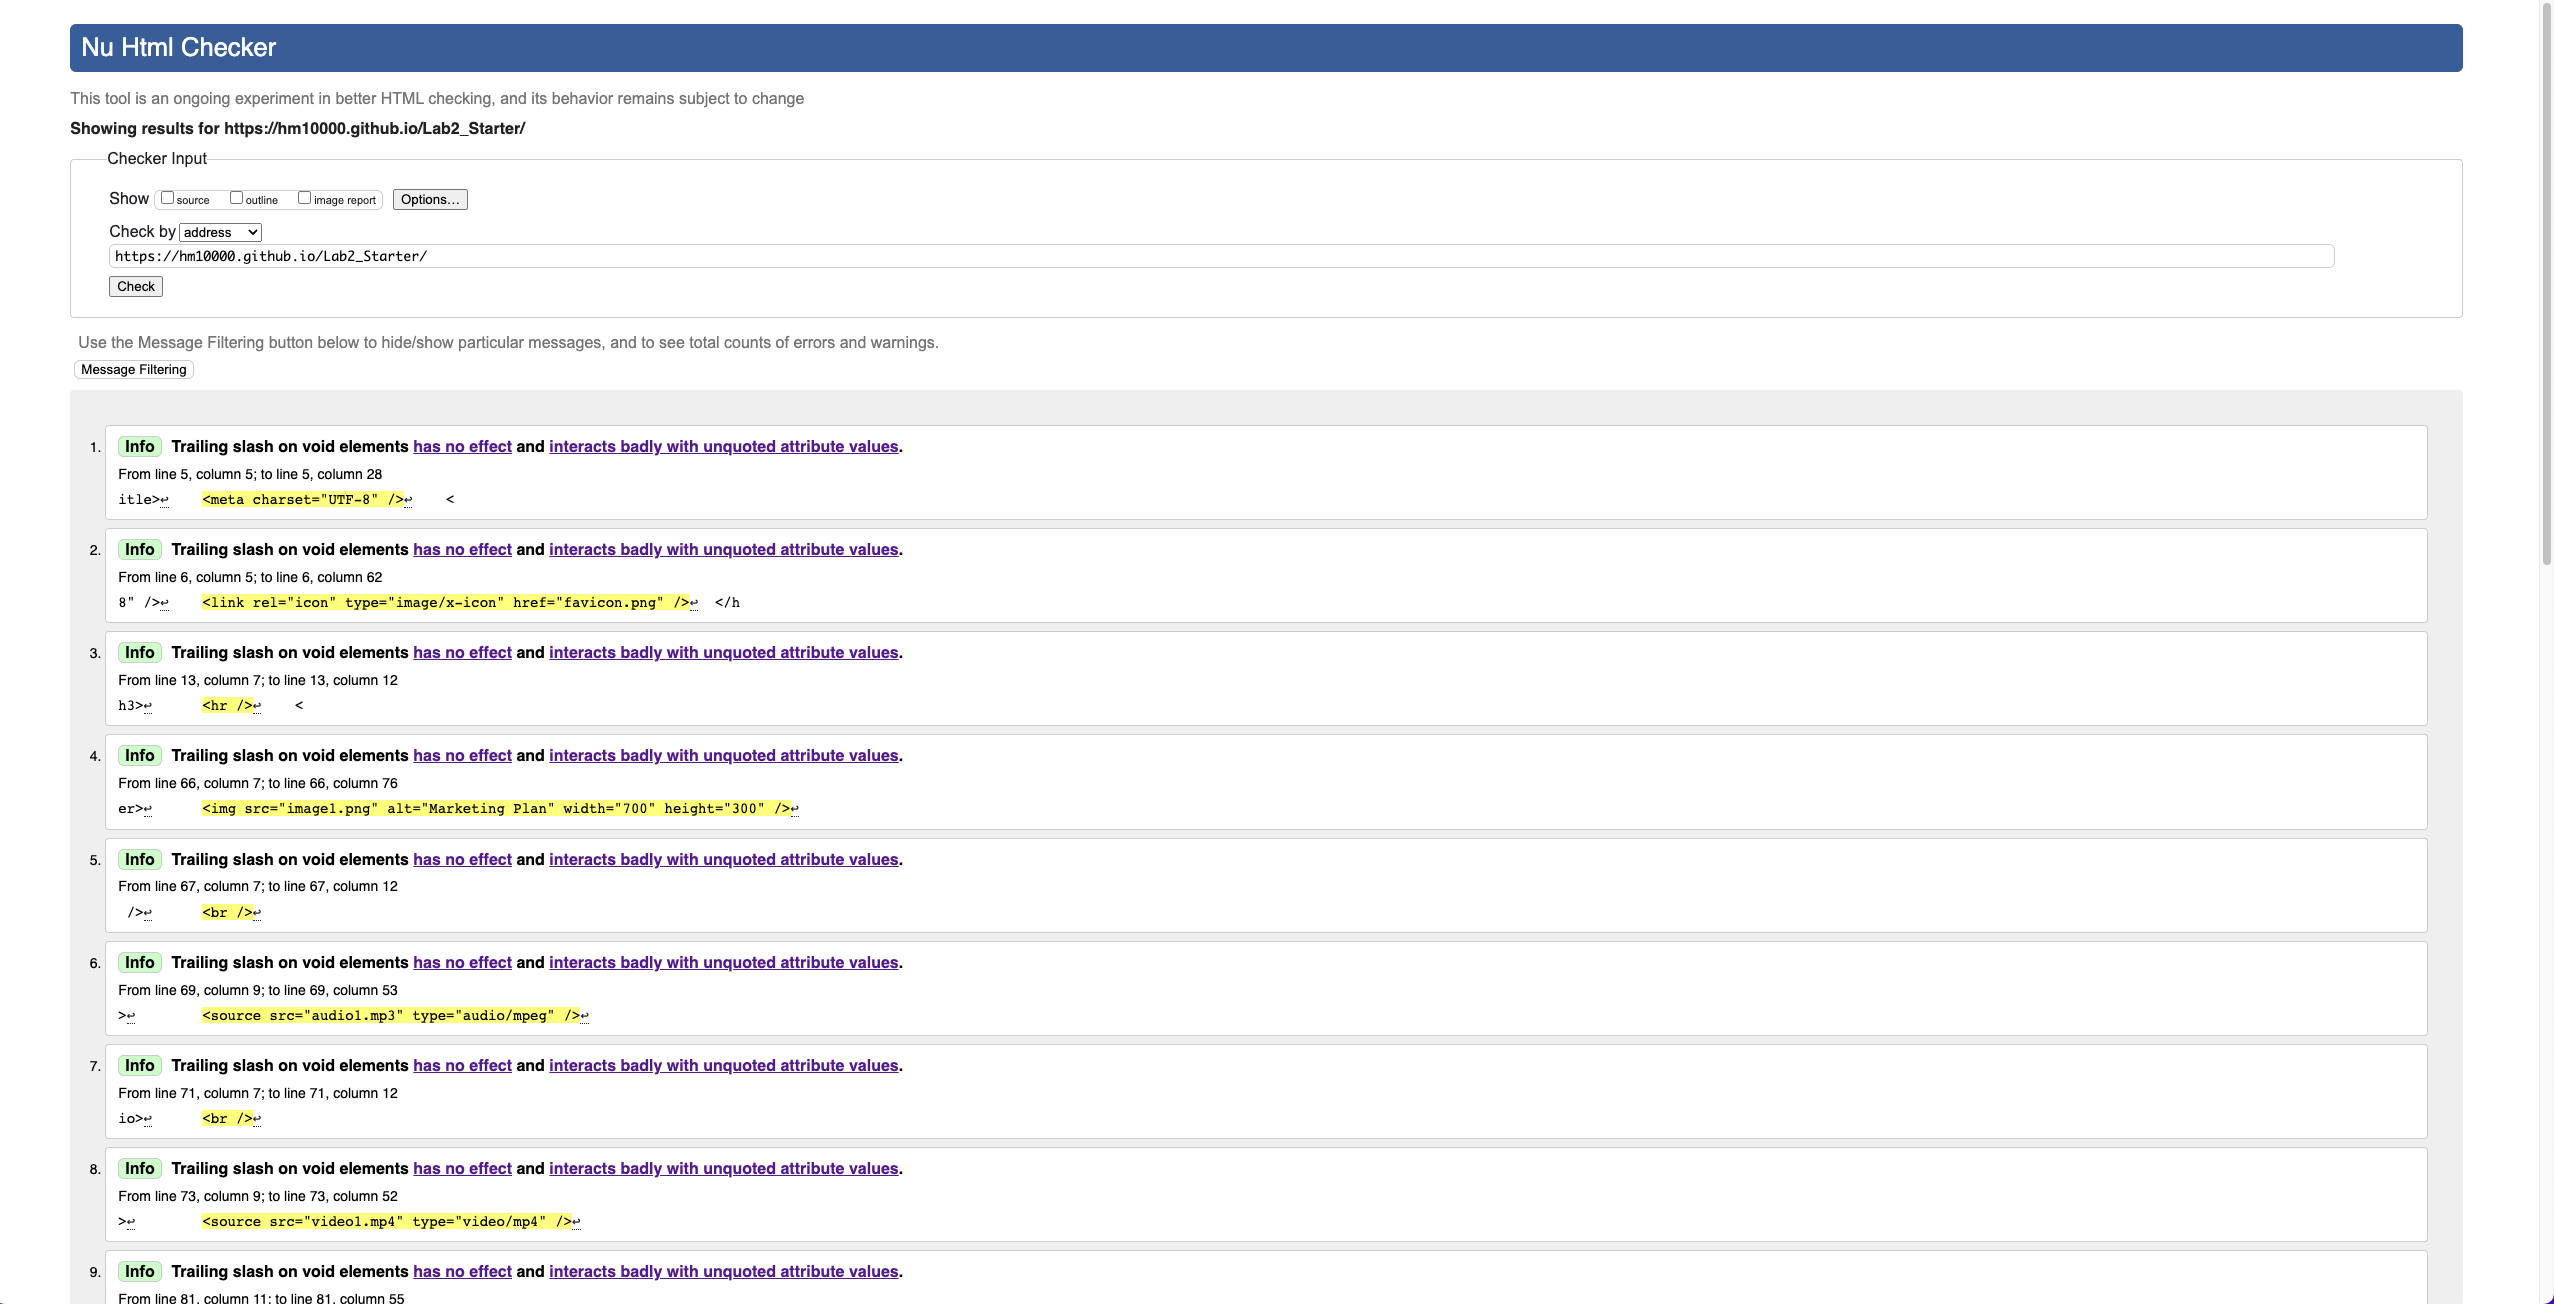 Nu Html Checker
This tool is an ongoing experiment in better HTML checking, and its behavior remains subject to change
Showing results for https://hm10000.github.io/Lab2_Starter/
Checker Input
Show source outline image report Options...
Check by address
https://hm10000.github.io/Lab2_Starter/
Check
Use the Message Filtering button below to hide/show particular messages, and to see total counts of errors and warnings.
Message Filtering
1. Info Trailing slash on void elements has no effect and interacts badly with unquoted attribute values.
From line 5, column 5; to line 5, column 28
itle>↩ <meta charset="UTF-8" />↩ <
2. Info Trailing slash on void elements has no effect and interacts badly with unquoted attribute values.
From line 6, column 5; to line 6, column 62
8" />↩ <link rel="icon" type="image/x-icon" href="favicon.png" />↩ </h
3. Info Trailing slash on void elements has no effect and interacts badly with unquoted attribute values.
From line 13, column 7; to line 13, column 12
h3>↩ <hr />↩ <
4. Info Trailing slash on void elements has no effect and interacts badly with unquoted attribute values.
From line 66, column 7; to line 66, column 76
er>↩ <img src="image1.png" alt="Marketing Plan" width="700" height="300" />↩
5. Info Trailing slash on void elements has no effect and interacts badly with unquoted attribute values.
From line 67, column 7; to line 67, column 12
/>↩ <br />↩
6. Info Trailing slash on void elements has no effect and interacts badly with unquoted attribute values.
From line 69, column 9; to line 69, column 53
>↩ <source src="audio1.mp3" type="audio/mpeg" />↩
7. Info Trailing slash on void elements has no effect and interacts badly with unquoted attribute values.
From line 71, column 7; to line 71, column 12
io>↩ <br />↩
8. Info Trailing slash on void elements has no effect and interacts badly with unquoted attribute values.
From line 73, column 9; to line 73, column 52
>↩ <source src="video1.mp4" type="video/mp4" />↩
9. Info Trailing slash on void elements has no effect and interacts badly with unquoted attribute values.
From line 81, column 11; to line 81, column 55